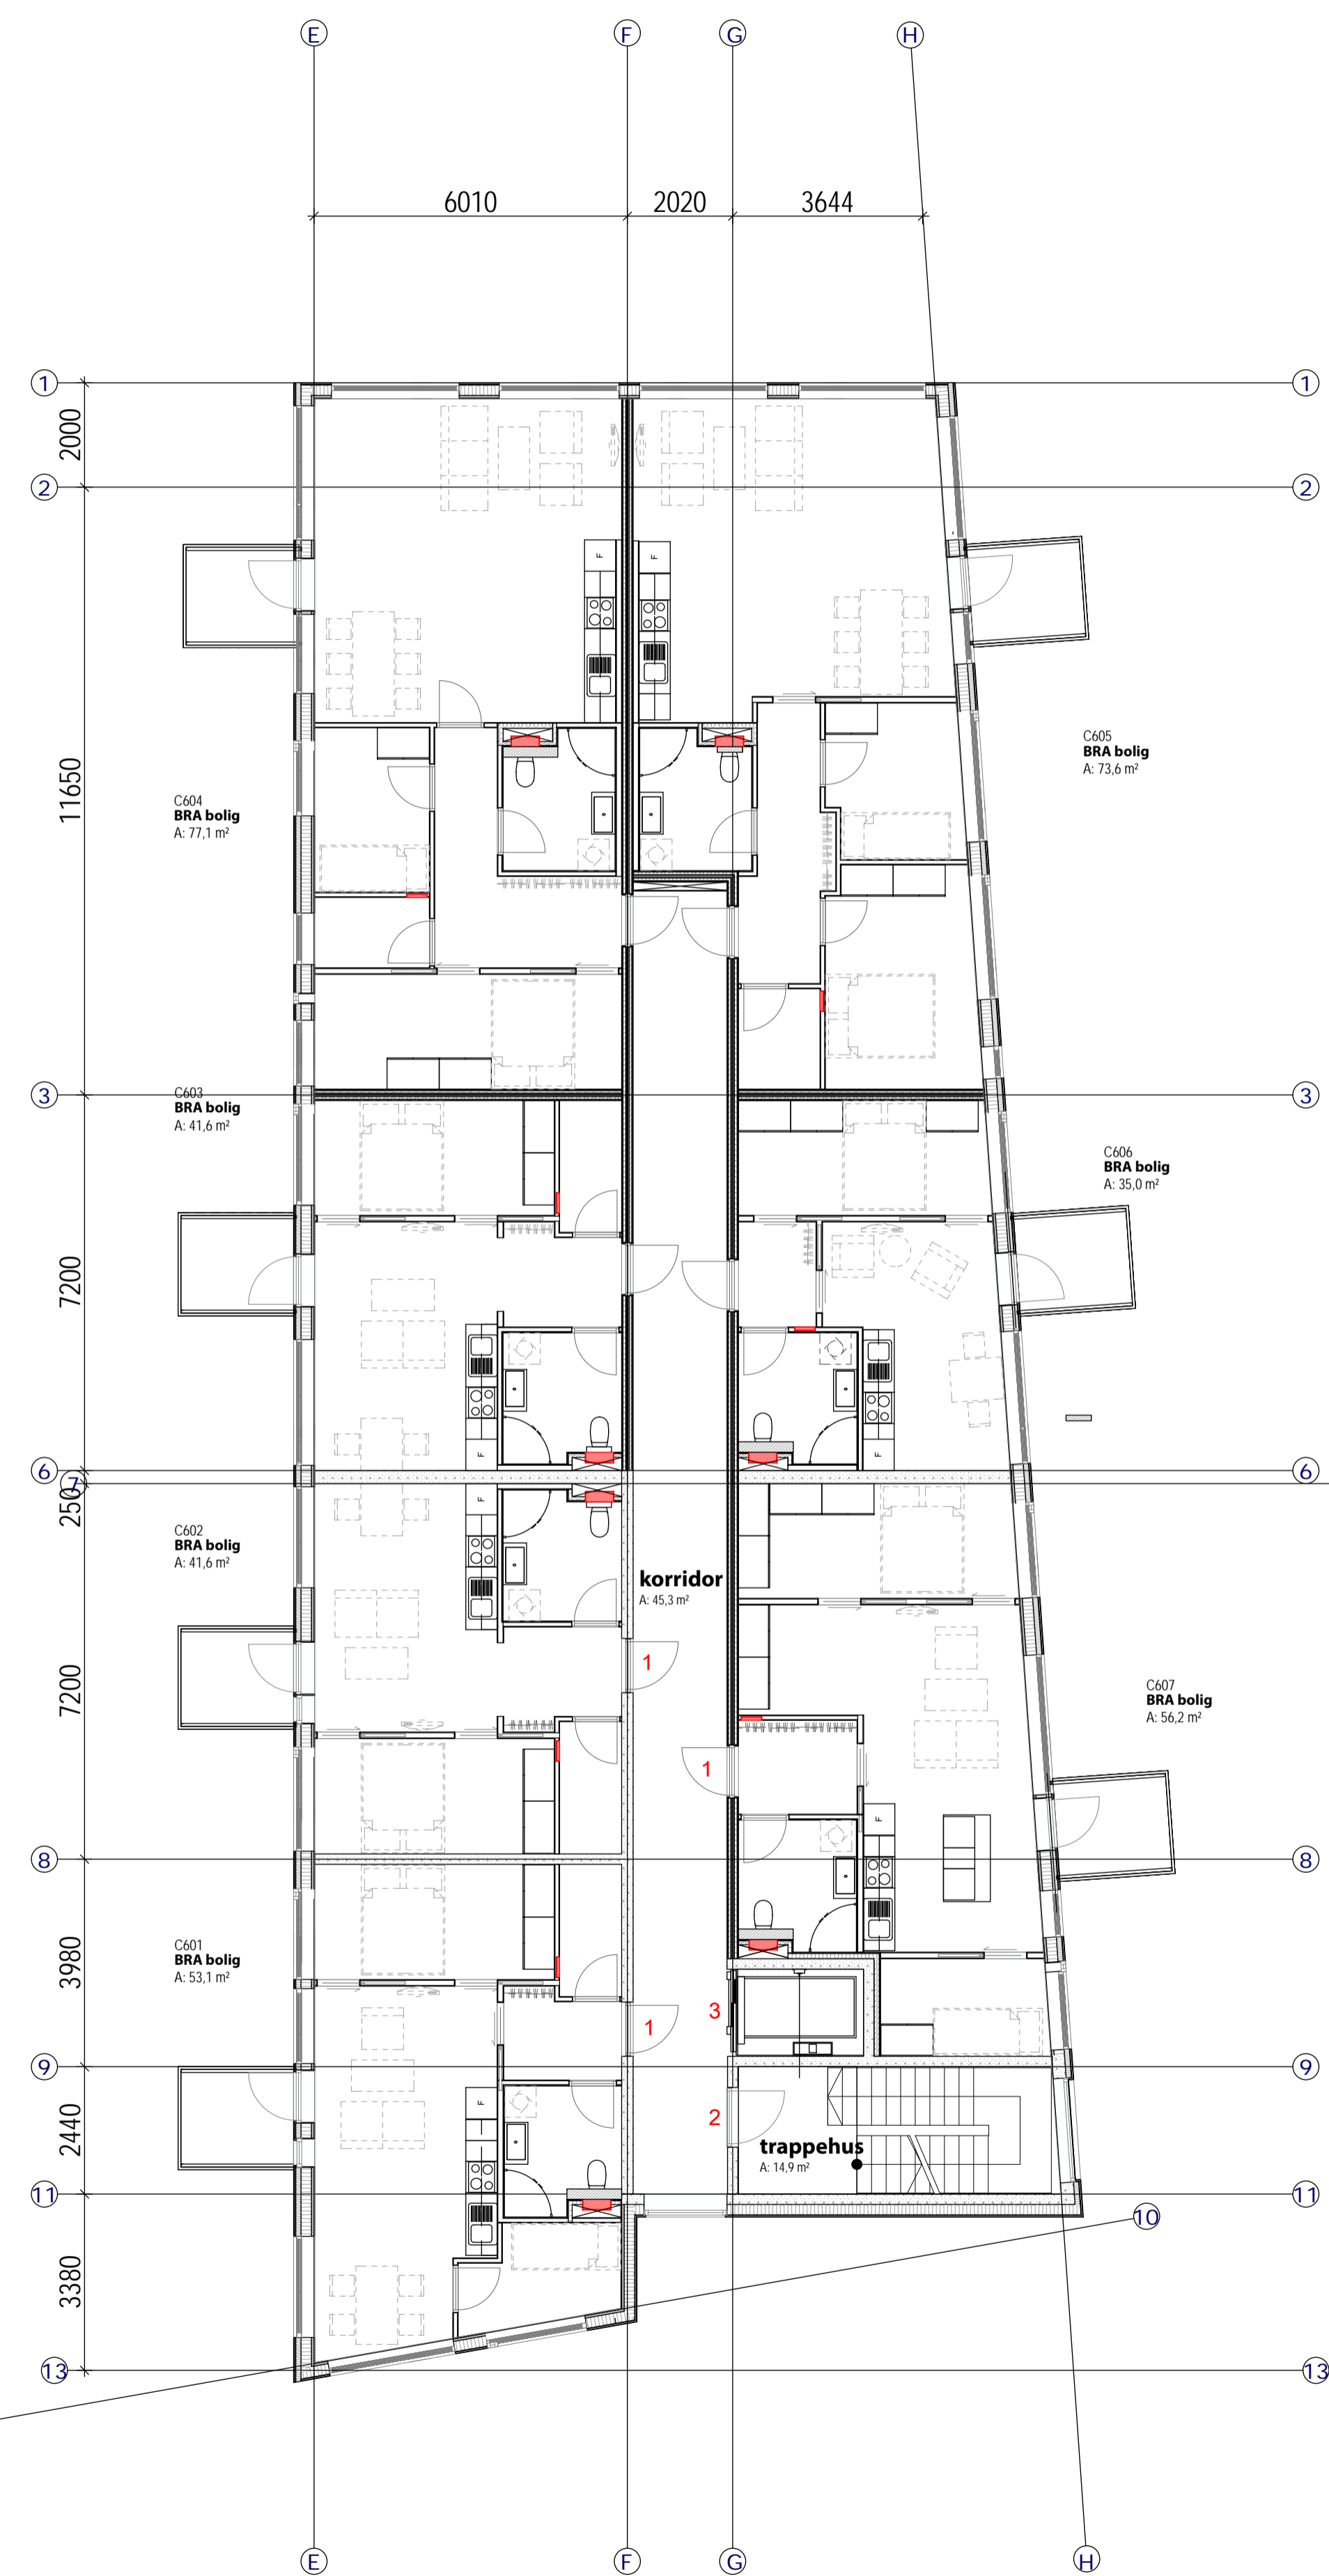 E
F
G
H
6010
2020
3644
1
1
2000
2
2
F
F
C605
BRA bolig
A: 73,6 m²
11650
C604
BRA bolig
A: 77,1 m²
3
3
C603
BRA bolig
A: 41,6 m²
C606
BRA bolig
A: 35,0 m²
7200
F
F
6
6
7
250
F
C602
BRA bolig
A: 41,6 m²
korridor
A: 45,3 m²
1
7200
C607
BRA bolig
A: 56,2 m²
1
F
8
8
C601
BRA bolig
A: 53,1 m²
3980
3
1
9
9
F
2440
2
trappehus
A: 14,9 m²
11
11
10
3380
13
13
E
F
G
H